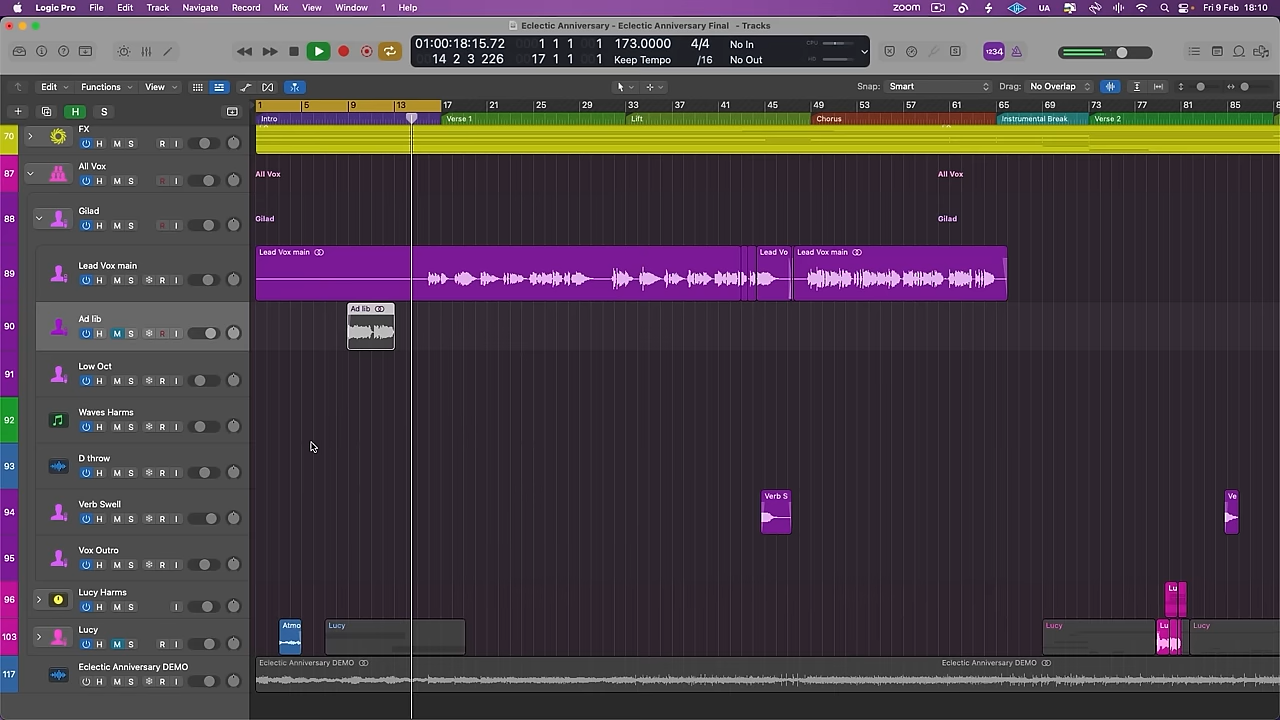 Logic Pro File Edit Track Navigate Record Mix View Window 1 Help zoom UA Fri 9 Feb 18:10
Eclectic Anniversary - Eclectic Anniversary Final - Tracks
01:00:18:15.72 1 1 1 1 173.0000 4/4 No In CPU
14 2 3 226 17 1 1 1 Keep Tempo /16 No Out HD
1234
Edit Functions View Snap: Smart Drag: No Overlap
H S 1 5 9 13 17 21 25 29 33 37 41 45 49 53 57 61 65 69 73 77 81 85
Intro Verse 1 Lift Chorus Instrumental Break Verse 2
70 FX
M S R I
87 All Vox All Vox All Vox
M S R I
88 Gilad Gilad Gilad
H M S R I
Lead Vox main Lead Vo Lead Vox main
89 Lead Vox main
H M S R I
Ad lib
90 Ad lib
H M S R I
91 Low Oct
H M S R I
92 Waves Harms
H M S R I
93 D throw
H M S R I
Verb S Ve
94 Verb Swell
H M S R I
95 Vox Outro
H M S R I
Lu
96 Lucy Harms
H M S I
Atmo Lucy Lucy Lu Lucy
103 Lucy
H M S R I
Eclectic Anniversary DEMO Eclectic Anniversary DEMO
117 Eclectic Anniversary DEMO
H M S R I